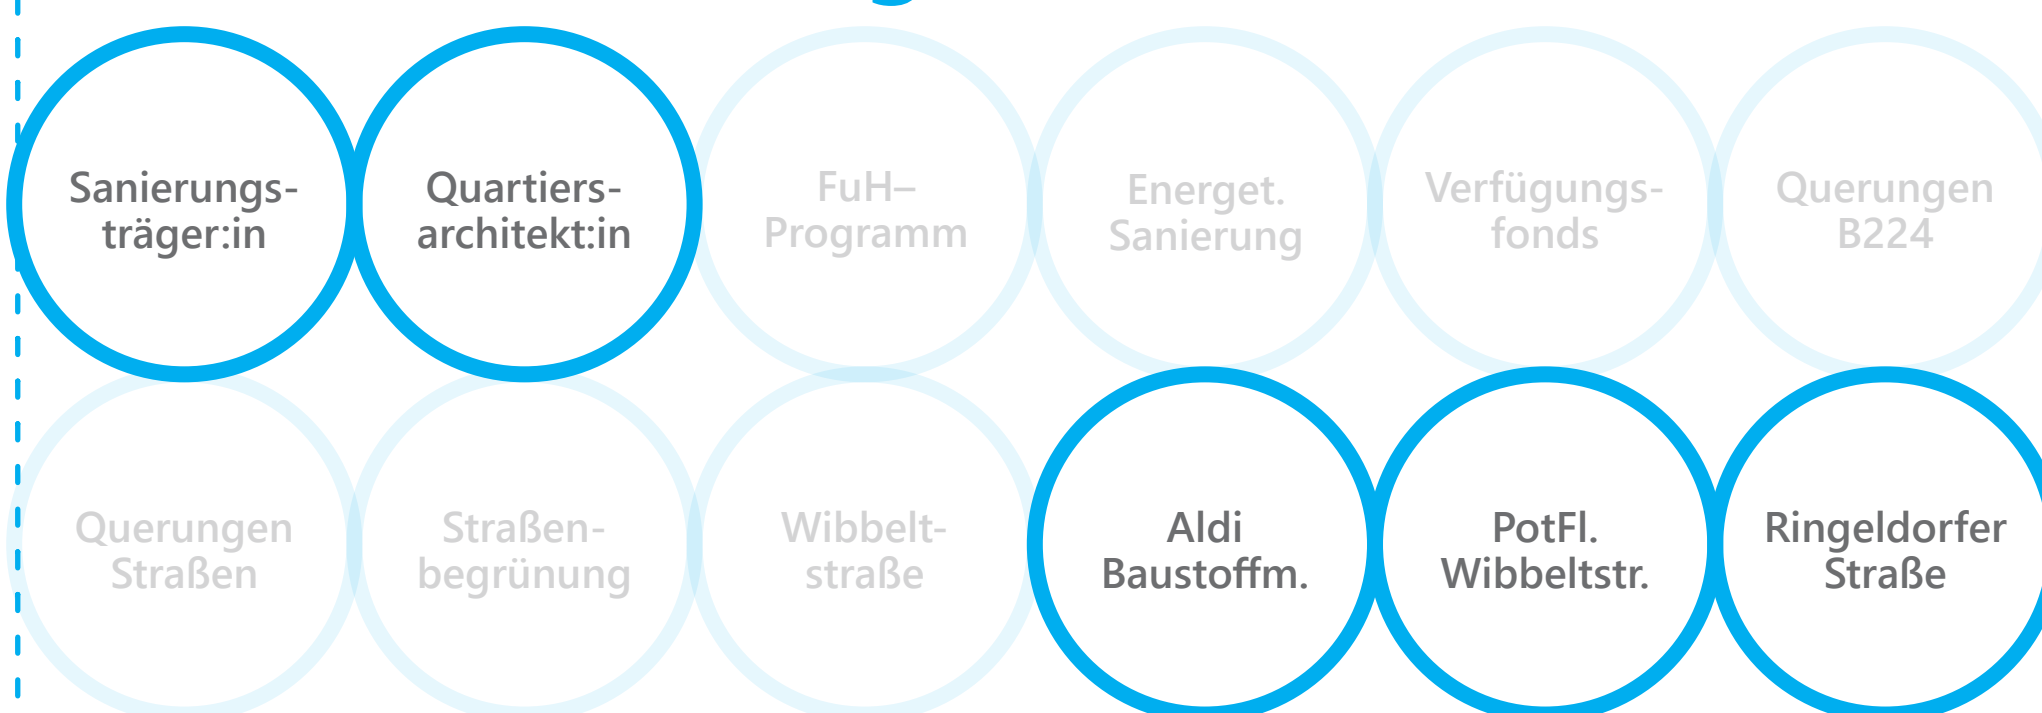 Sanierungs-
träger:in
Quartiers-
architekt:in
FuH–
Programm
Energet.
Sanierung
Verfügungs-
fonds
Querungen
B224
Querungen
Straßen
Straßen-
begrünung
Wibbelt-
straße
Aldi
Baustoffm.
PotFl.
Wibbeltstr.
Ringeldorfer
Straße